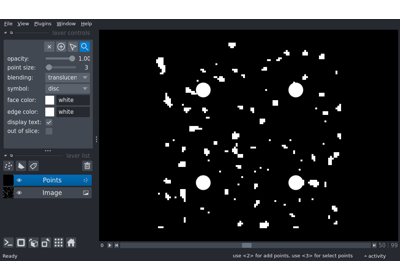 File View Plugins Window Help
layer controls
opacity: 1.00
point size: 3
blending: translucen
symbol: disc
face color: white
edge color: white
display text:
out of slice:
layer list
Points
Image
0 50 99
Ready use <2> for add points, use <3> for select points activity